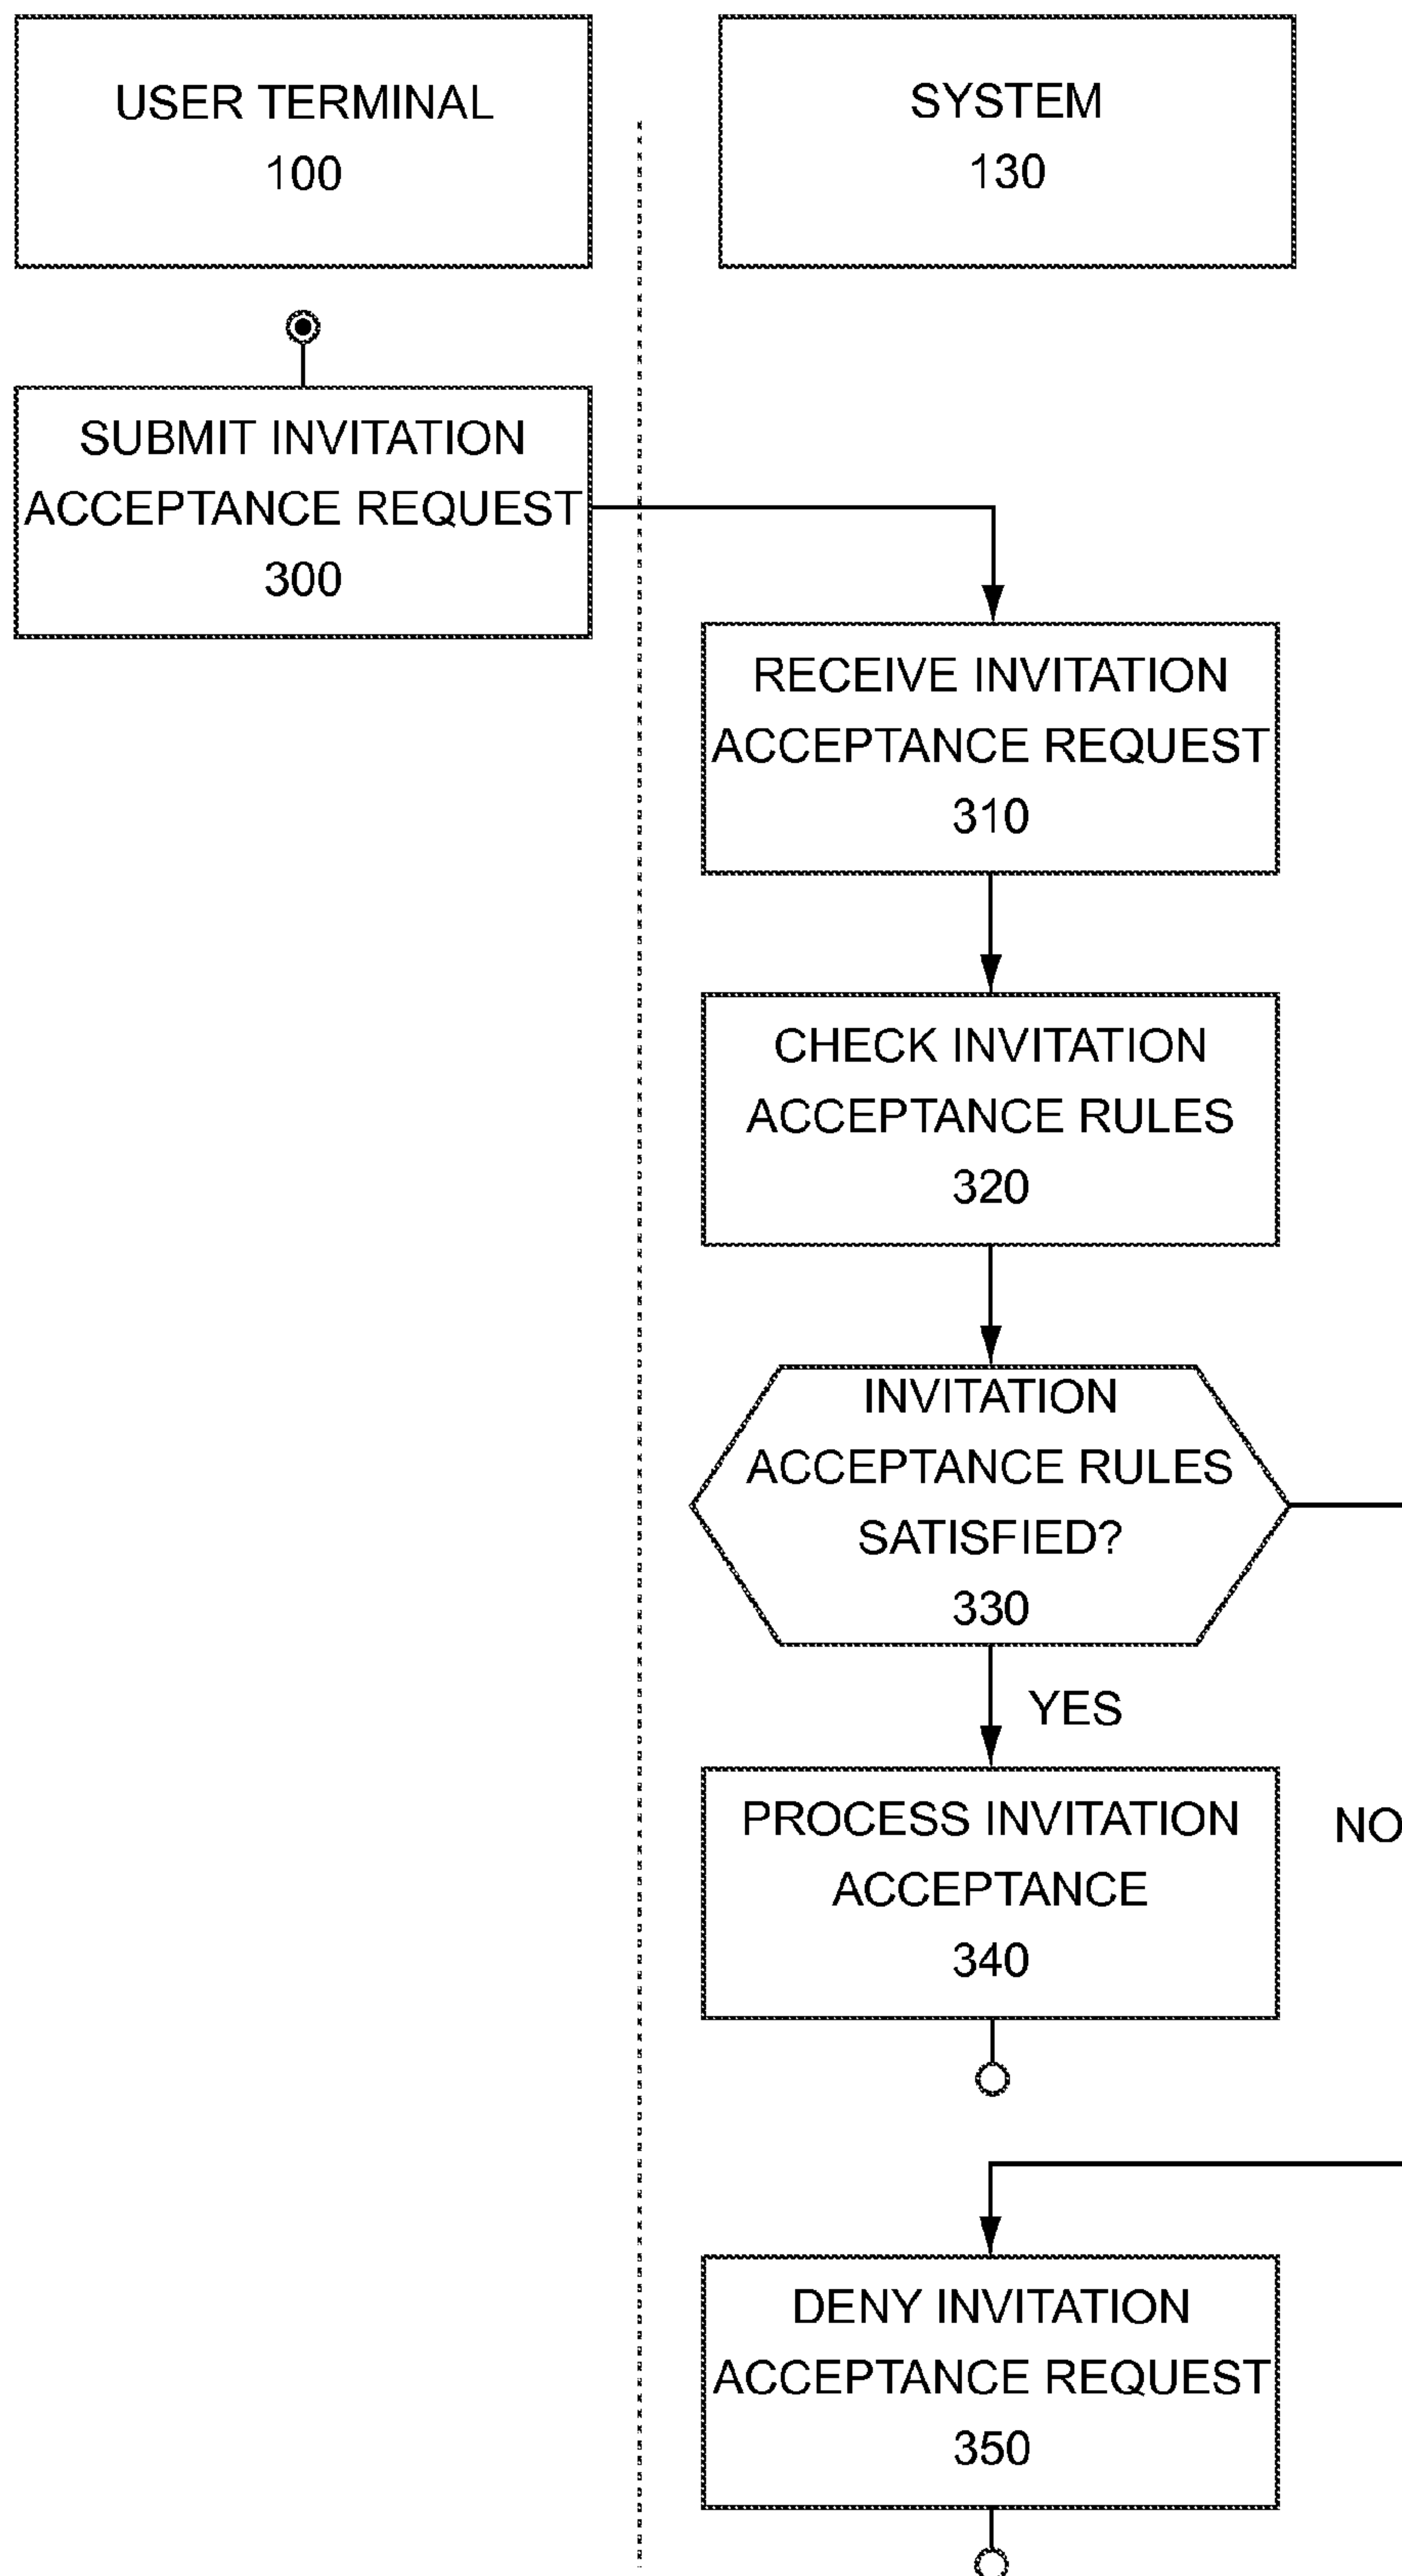 USER TERMINAL
100
SYSTEM
130
SUBMIT INVITATION
ACCEPTANCE REQUEST
300
RECEIVE INVITATION
ACCEPTANCE REQUEST
310
CHECK INVITATION
ACCEPTANCE RULES
320
INVITATION
ACCEPTANCE RULES
SATISFIED?
330
YES
PROCESS INVITATION
ACCEPTANCE
340
NO
DENY INVITATION
ACCEPTANCE REQUEST
350